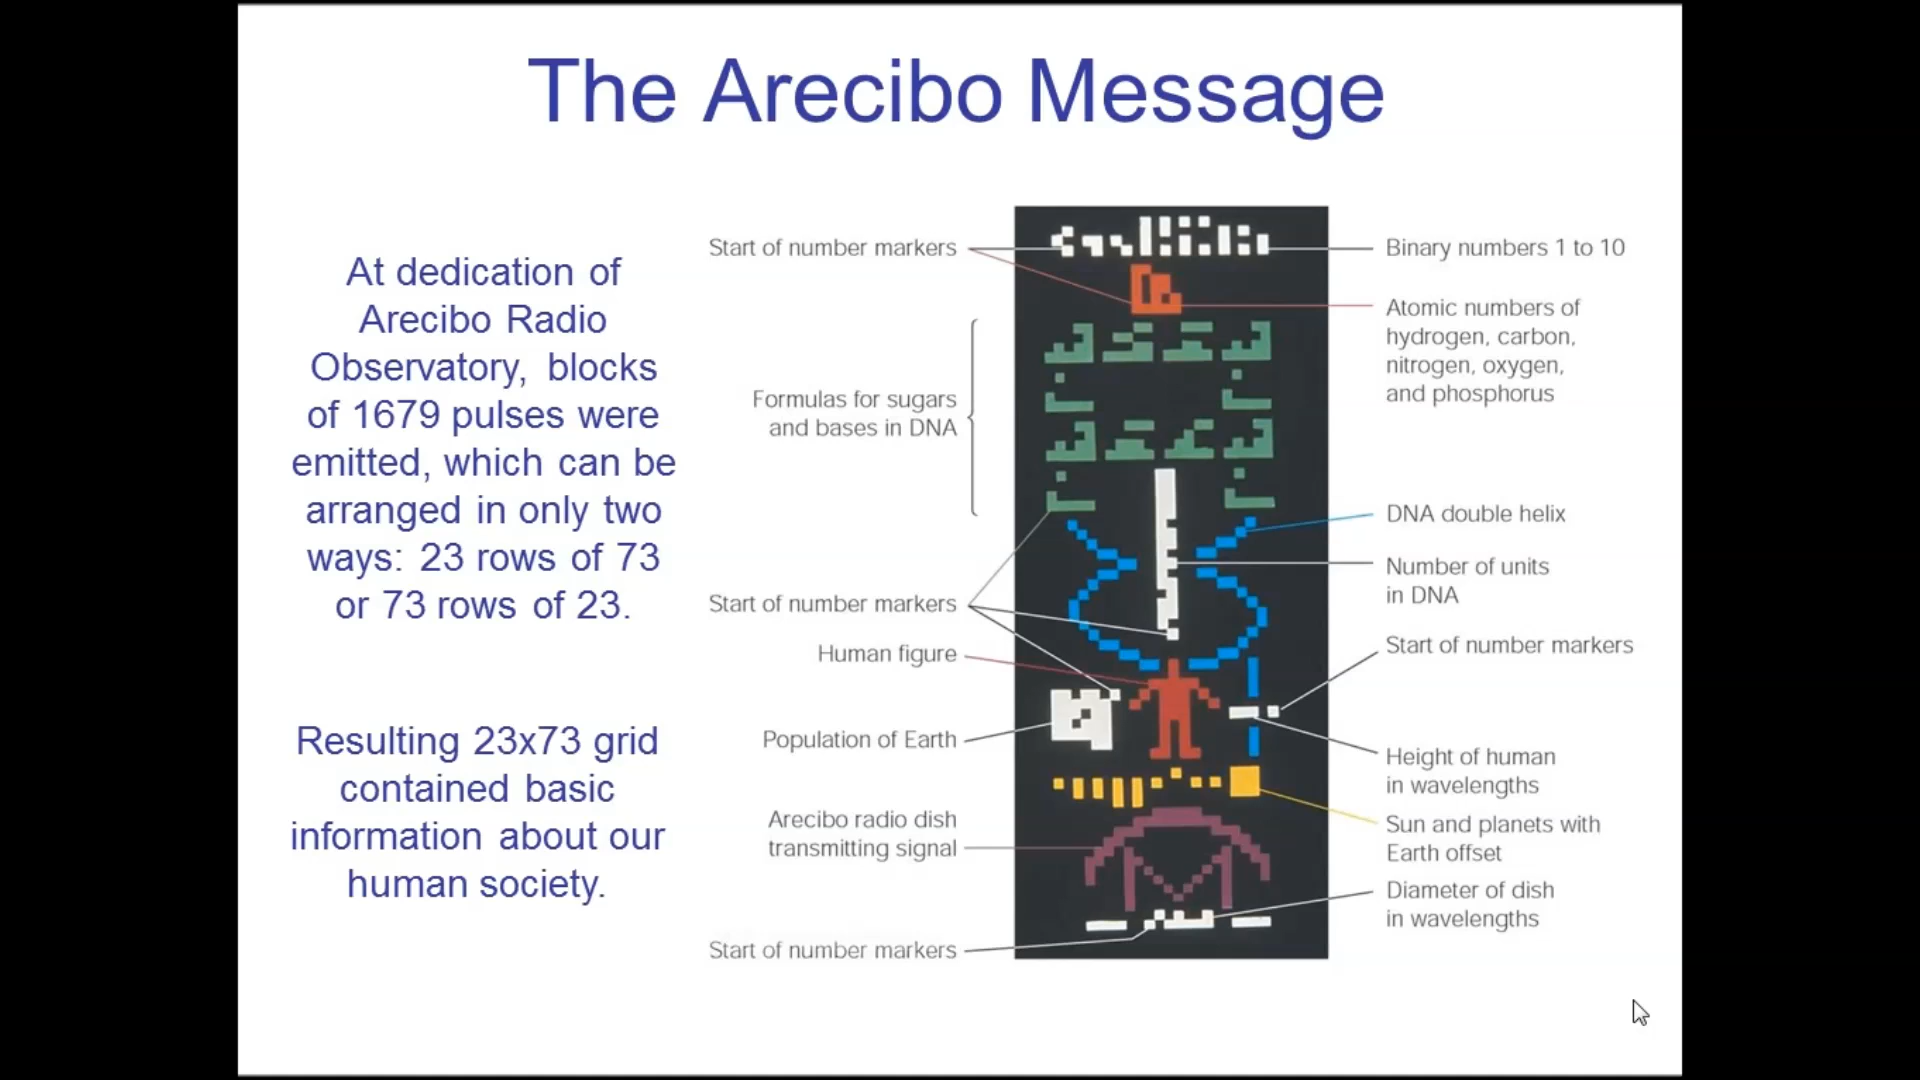 The Arecibo Message
At dedication of
Arecibo Radio
Observatory, blocks
of 1679 pulses were
emitted, which can be
arranged in only two
ways: 23 rows of 73
or 73 rows of 23.
Resulting 23x73 grid
contained basic
information about our
human society.
Start of number markers
Formulas for sugars
and bases in DNA
Start of number markers
Human figure
Population of Earth
Arecibo radio dish
transmitting signal
Start of number markers
Binary numbers 1 to 10
Atomic numbers of
hydrogen, carbon,
nitrogen, oxygen,
and phosphorus
DNA double helix
Number of units
in DNA
Start of number markers
Height of human
in wavelengths
Sun and planets with
Earth offset
Diameter of dish
in wavelengths